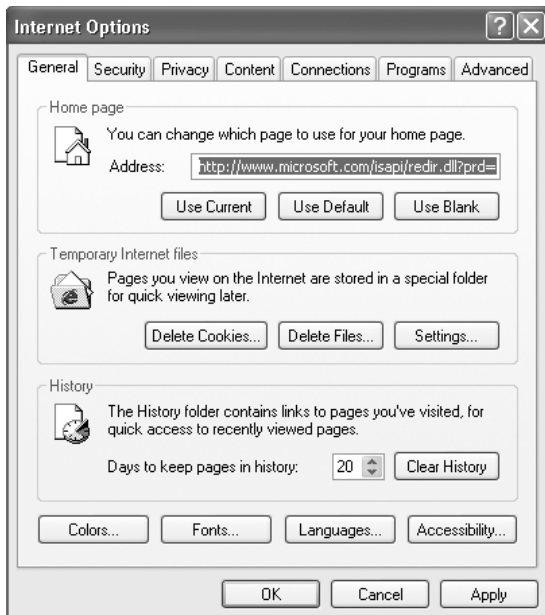 Internet Options
General Security Privacy Content Connections Programs Advanced
Home page
You can change which page to use for your home page.
Address: http://www.microsoft.com/isapi/redir.dll?prd=
Use Current Use Default Use Blank
Temporary Internet files
Pages you view on the Internet are stored in a special folder
for quick viewing later.
Delete Cookies... Delete Files... Settings...
History
The History folder contains links to pages you've visited, for
quick access to recently viewed pages.
Days to keep pages in history: 20 Clear History
Colors... Fonts... Languages... Accessibility...
OK Cancel Apply